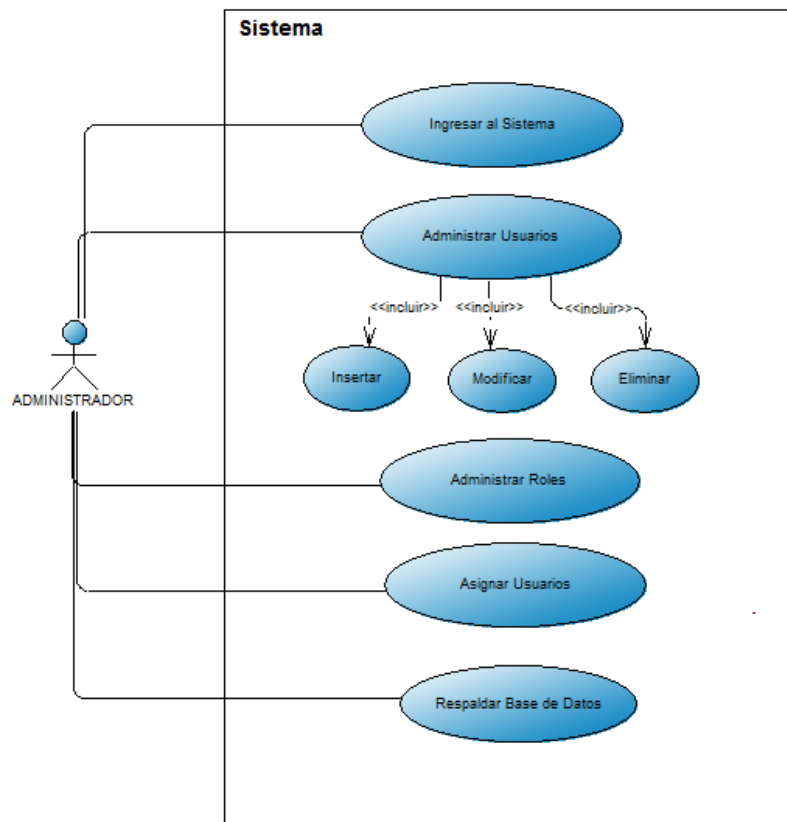 Sistema
Ingresar al Sistema
Administrar Usuarios
<<incluir>> <<incluir>> <<incluir>>
Insertar Modificar Eliminar
ADMINISTRADOR
Administrar Roles
Asignar Usuarios
Respaldar Base de Datos